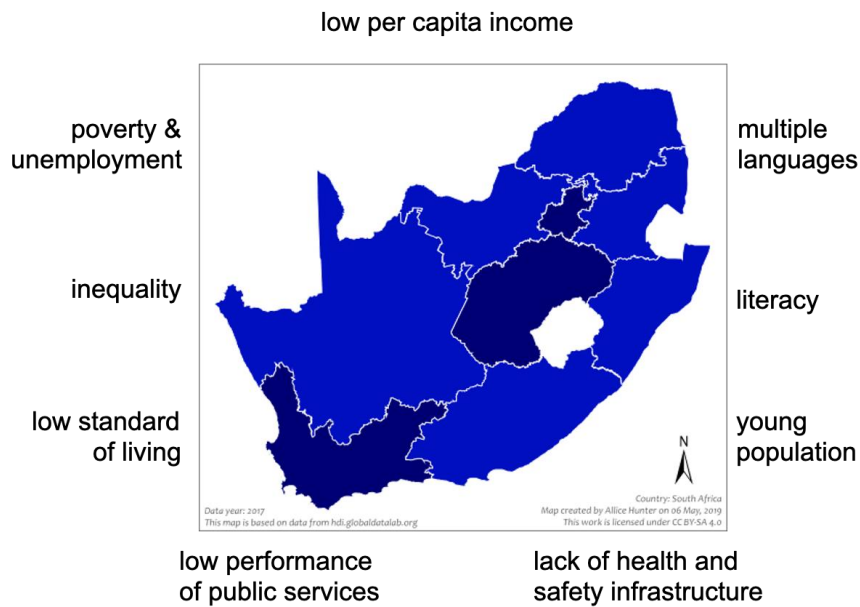 low per capita income
poverty &
unemployment
multiple
languages
inequality
literacy
low standard
of living
young
population
N
Country: South Africa
Data year: 2017
Map created by Allice Hunter on 06 May, 2019
This map is based on data from hdi.globaldatalab.org
This work is licensed under CC BY-SA 4.0
low performance
of public services
lack of health and
safety infrastructure